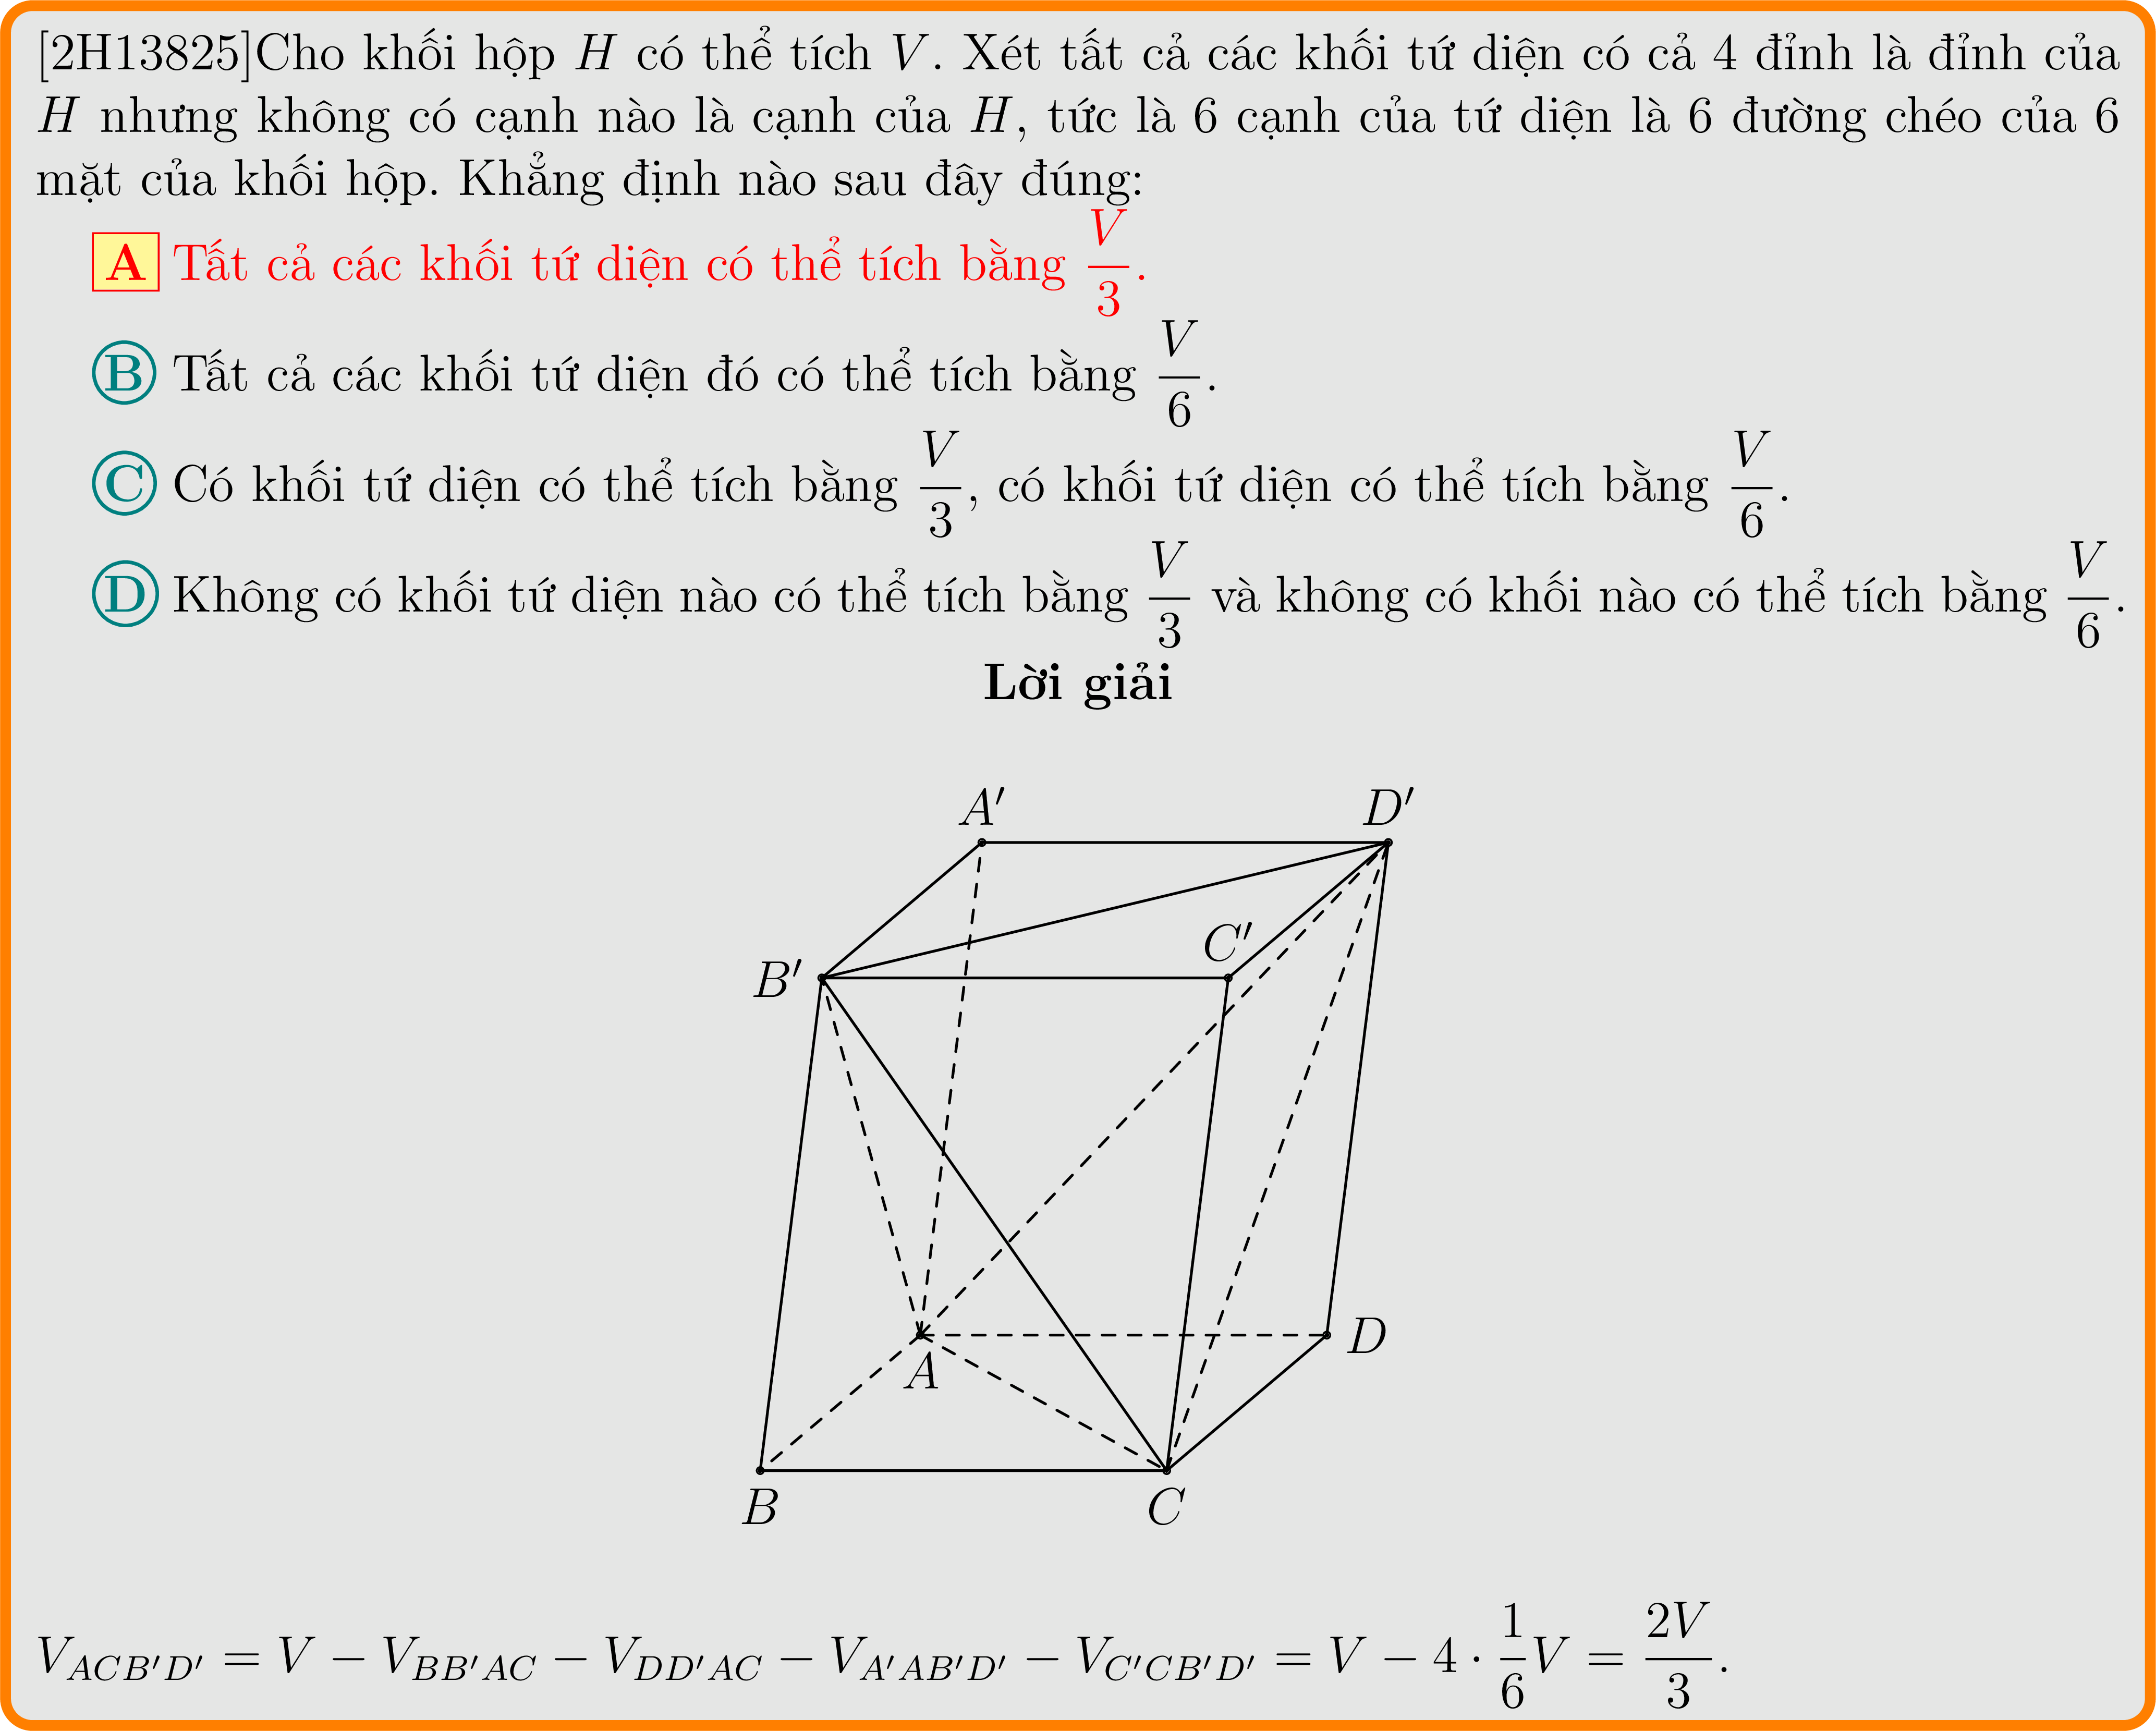 [2H13825]Cho khối hộp H có thể tích V. Xét tất cả các khối tứ diện có cả 4 đỉnh là đỉnh của
H nhưng không có cạnh nào là cạnh của H, tức là 6 cạnh của tứ diện là 6 đường chéo của 6
mặt của khối hộp. Khẳng định nào sau đây đúng:
A Tất cả các khối tứ diện có thể tích bằng \frac{V}{3}.
B Tất cả các khối tứ diện đó có thể tích bằng \frac{V}{6}.
C Có khối tứ diện có thể tích bằng \frac{V}{3}, có khối tứ diện có thể tích bằng \frac{V}{6}.
D Không có khối tứ diện nào có thể tích bằng \frac{V}{3} và không có khối nào có thể tích bằng \frac{V}{6}.
Lời giải
A′ D′
C′
B′
D
A
B C
V_{ACB′D′} = V − V_{BB′AC} − V_{DD′AC} − V_{A′AB′D′} − V_{C′CB′D′} = V − 4 · \frac{1}{6}V = \frac{2V}{3}.